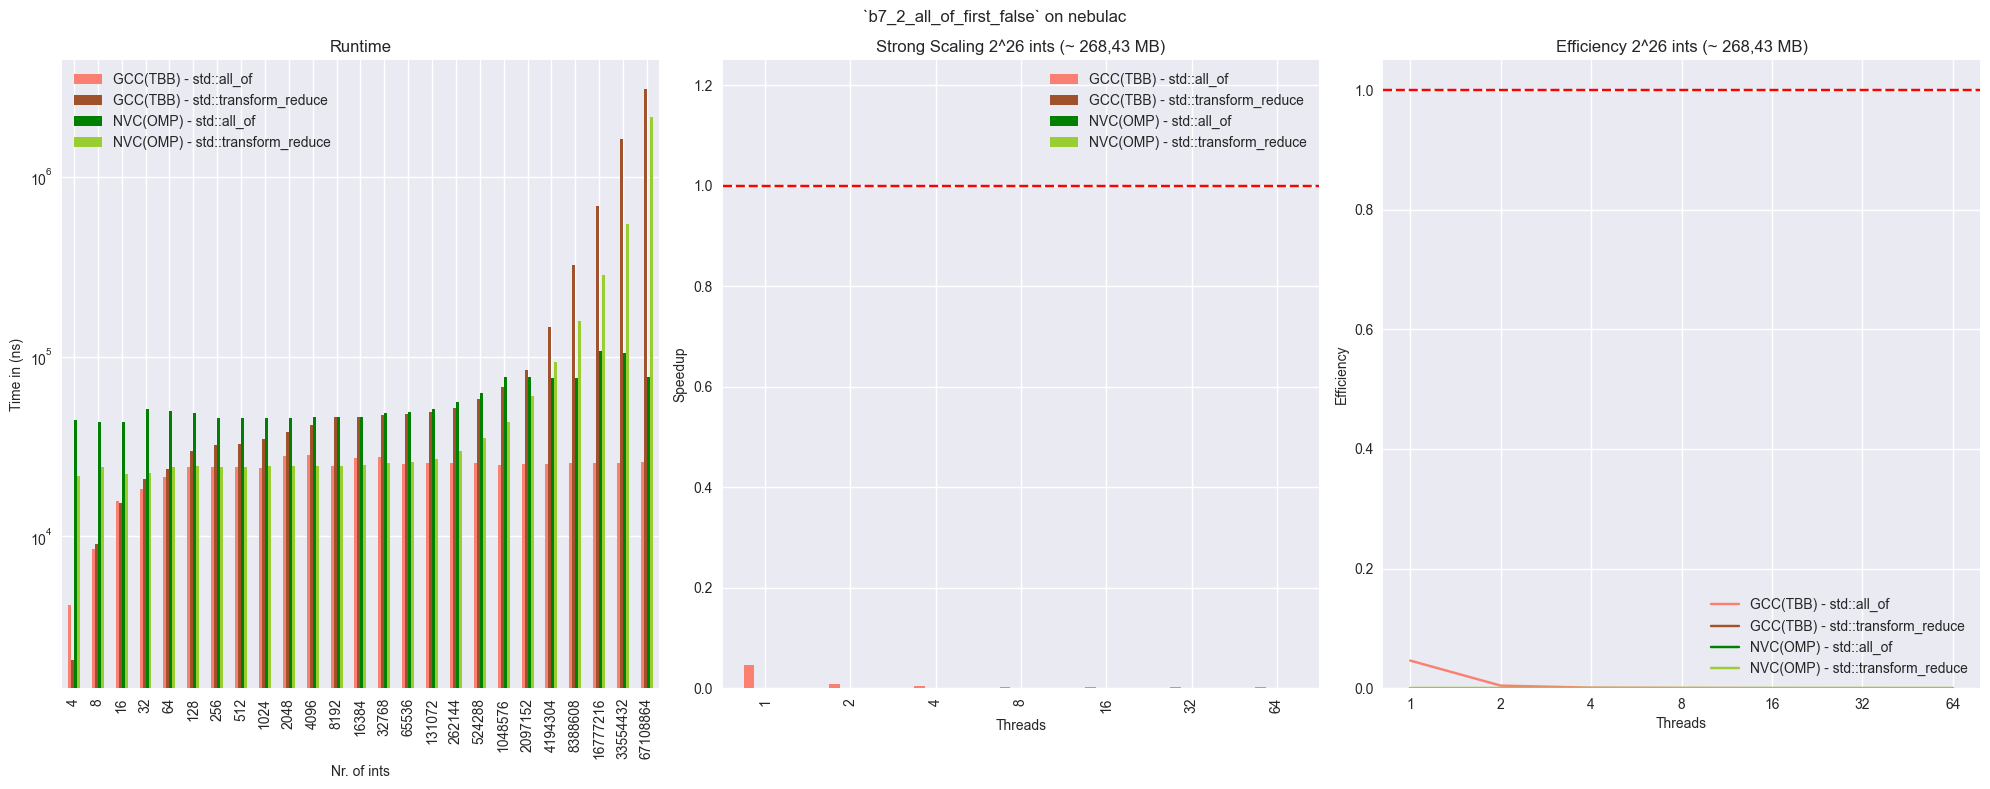 `b7_2_all_of_first_false` on nebulac
Runtime
GCC(TBB) - std::all_of
GCC(TBB) - std::transform_reduce
NVC(OMP) - std::all_of
NVC(OMP) - std::transform_reduce
10^6
10^5
10^4
Time in (ns)
4
8
16
32
64
128
256
512
1024
2048
4096
8192
16384
32768
65536
131072
262144
524288
1048576
2097152
4194304
8388608
16777216
33554432
67108864
Nr. of ints
Strong Scaling 2^26 ints (~ 268,43 MB)
GCC(TBB) - std::all_of
GCC(TBB) - std::transform_reduce
NVC(OMP) - std::all_of
NVC(OMP) - std::transform_reduce
1.2
1.0
0.8
0.6
0.4
0.2
0.0
Speedup
1
2
4
8
16
32
64
Threads
Efficiency 2^26 ints (~ 268,43 MB)
1.0
0.8
0.6
0.4
0.2
0.0
Efficiency
GCC(TBB) - std::all_of
GCC(TBB) - std::transform_reduce
NVC(OMP) - std::all_of
NVC(OMP) - std::transform_reduce
1
2
4
8
16
32
64
Threads